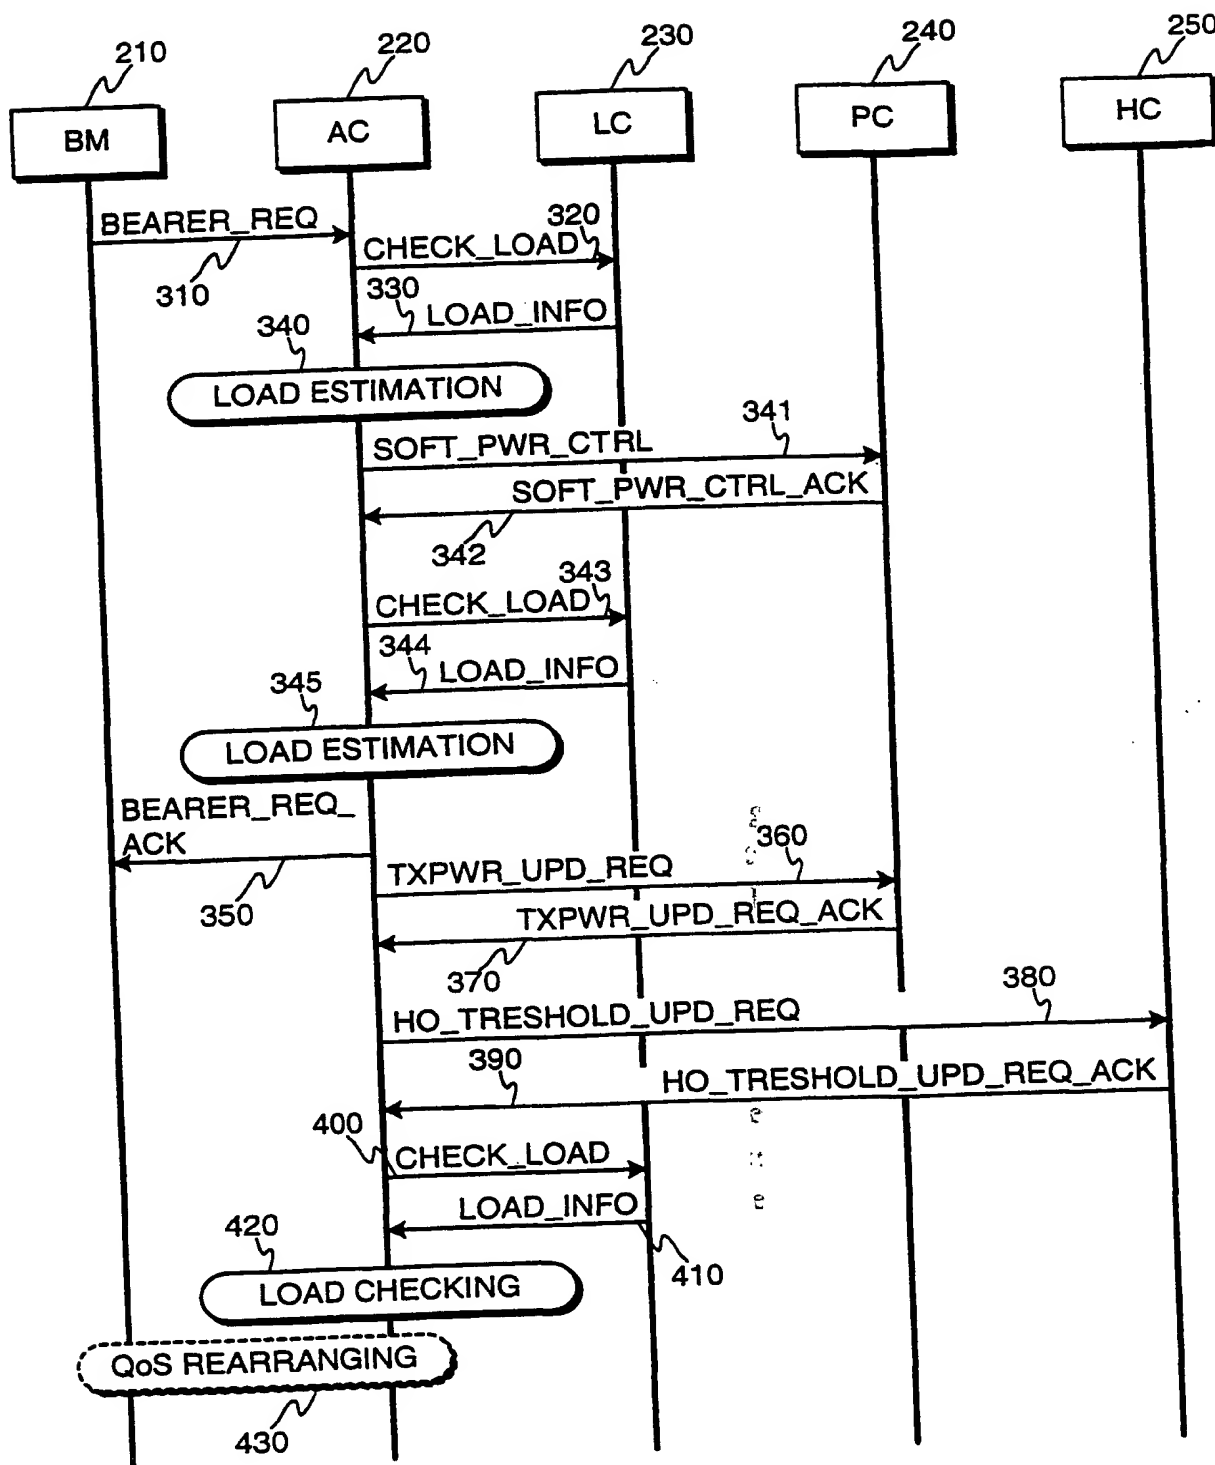 210
220
230
240
250
BM
AC
LC
PC
HC
BEARER_REQ
310
CHECK_LOAD
320
330
LOAD_INFO
340
LOAD ESTIMATION
341
SOFT_PWR_CTRL
SOFT_PWR_CTRL_ACK
342
343
CHECK_LOAD
344
LOAD_INFO
345
LOAD ESTIMATION
BEARER_REQ_
ACK
350
360
TXPWR_UPD_REQ
TXPWR_UPD_REQ_ACK
370
380
HO_TRESHOLD_UPD_REQ
390
HO_TRESHOLD_UPD_REQ_ACK
400
CHECK_LOAD
LOAD_INFO
410
420
LOAD CHECKING
QoS REARRANGING
430